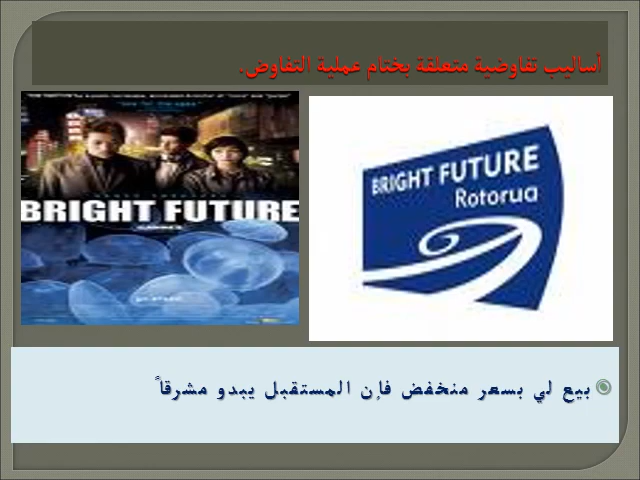 أساليب تفاوضية متعلقة بختام عملية التفاوض.
BRIGHT FUTURE
BRIGHT FUTURE
Rotorua
بيع لي بسعر منخفض فإن المستقبل يبدو مشرقاً